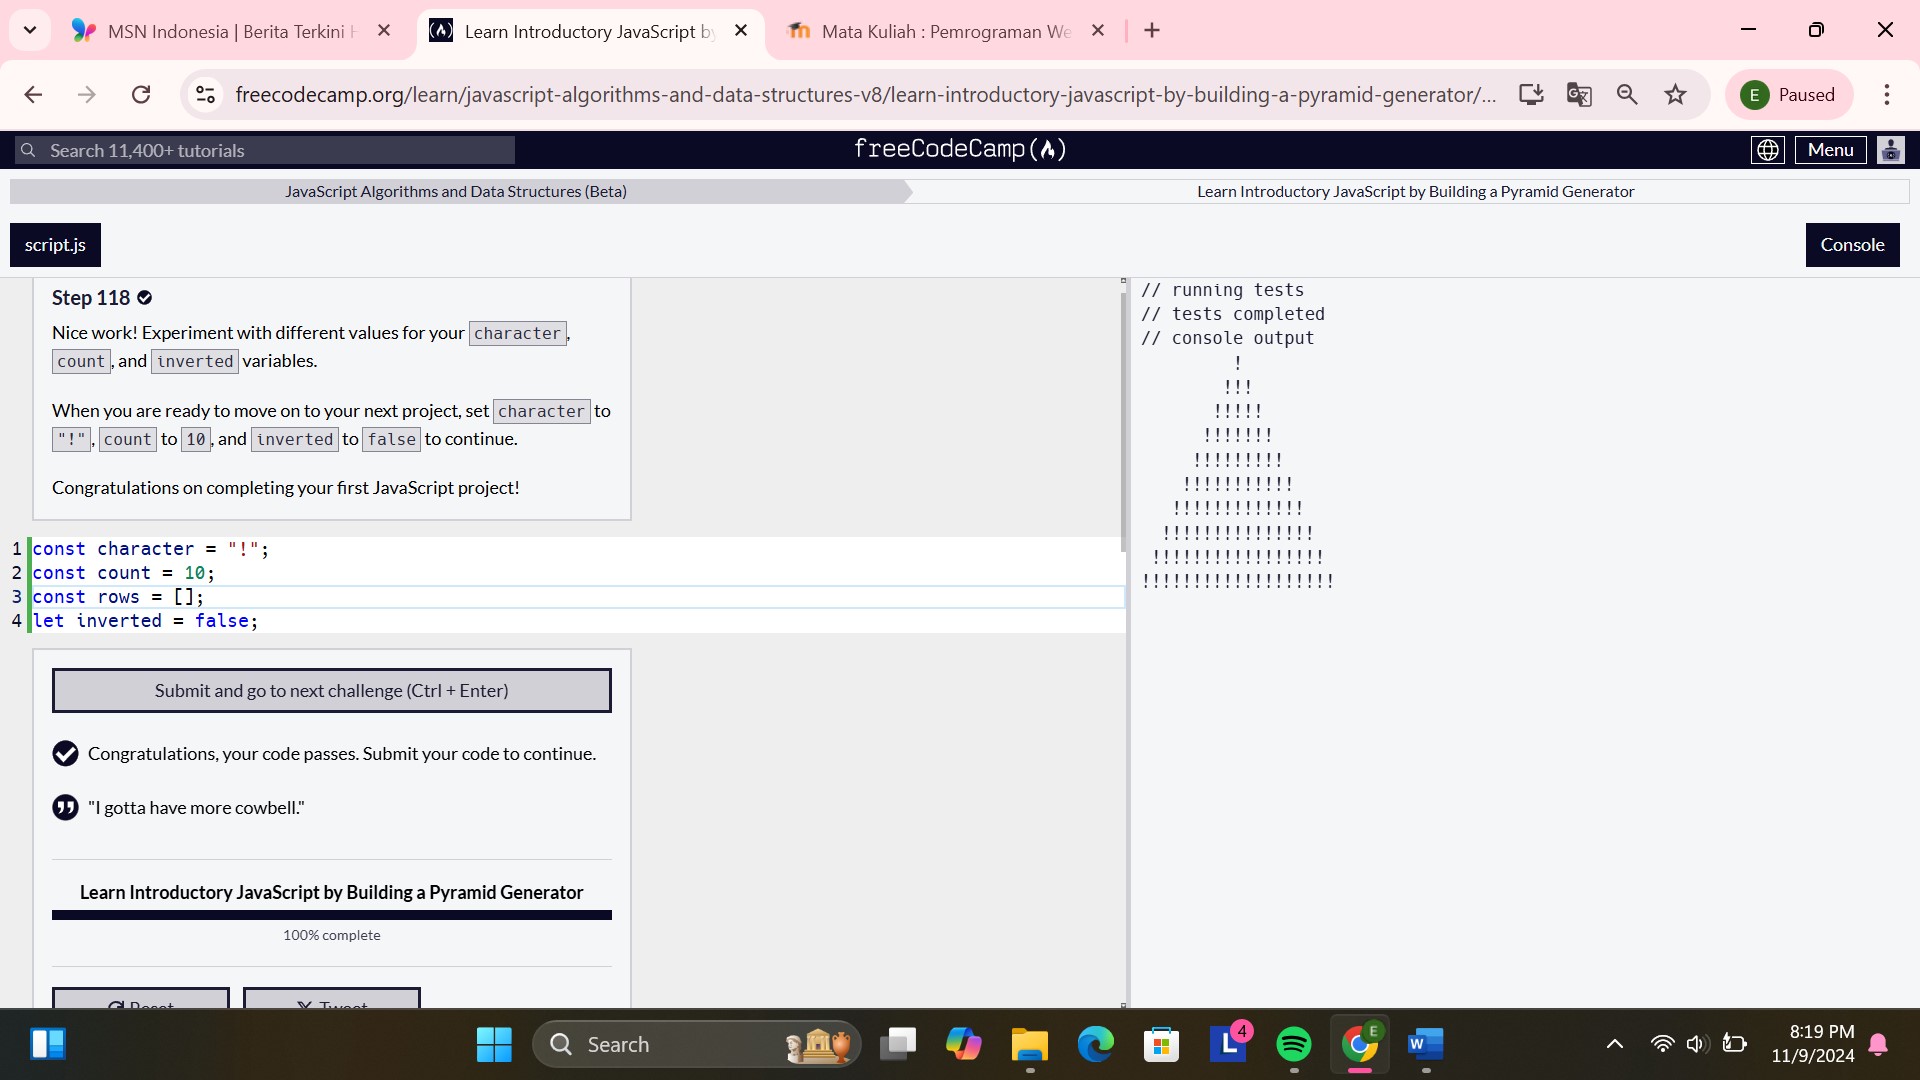 MSN Indonesia | Berita Terkini H
Learn Introductory JavaScript by
Mata Kuliah : Pemrograman We
freecodecamp.org/learn/javascript-algorithms-and-data-structures-v8/learn-introductory-javascript-by-building-a-pyramid-generator/...
E Paused
Search 11,400+ tutorials
freeCodeCamp
Menu
JavaScript Algorithms and Data Structures (Beta)
Learn Introductory JavaScript by Building a Pyramid Generator
script.js
Console
Step 118
Nice work! Experiment with different values for your character,
count, and inverted variables.
When you are ready to move on to your next project, set character to
"!", count to 10, and inverted to false to continue.
Congratulations on completing your first JavaScript project!
1 const character = "!";
2 const count = 10;
3 const rows = [];
4 let inverted = false;
Submit and go to next challenge (Ctrl + Enter)
Congratulations, your code passes. Submit your code to continue.
"I gotta have more cowbell."
Learn Introductory JavaScript by Building a Pyramid Generator
100% complete
Reset
Tweet
// running tests
// tests completed
// console output
!
!!!
!!!!!
!!!!!!!
!!!!!!!!!
!!!!!!!!!!!
!!!!!!!!!!!!!
!!!!!!!!!!!!!!!
!!!!!!!!!!!!!!!!!
!!!!!!!!!!!!!!!!!!!
Search
L
4
E
W
8:19 PM
11/9/2024